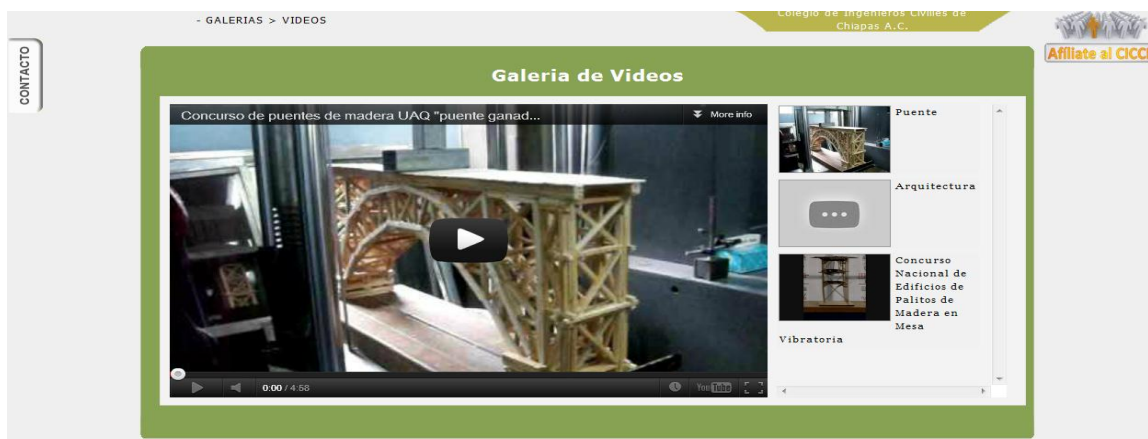 - GALERIAS > VIDEOS
Colegio de Ingenieros Civiles de
Chiapas A.C.
Afíliate al CICC
CONTACTO
Galeria de Videos
Concurso de puentes de madera UAQ "puente ganad...
More info
0:00 / 4:58
YouTube
Puente
Arquitectura
Concurso
Nacional de
Edificios de
Palitos de
Madera en
Mesa
Vibratoria